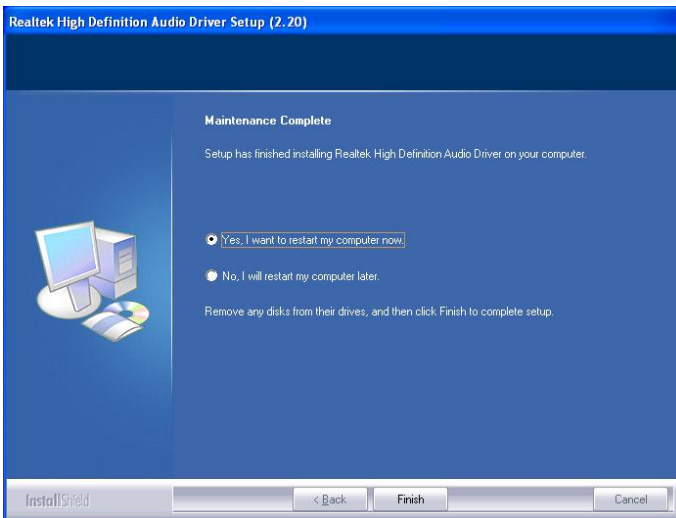 Realtek High Definition Audio Driver Setup (2.20)
Maintenance Complete
Setup has finished installing Realtek High Definition Audio Driver on your computer.
Yes, I want to restart my computer now.
No, I will restart my computer later.
Remove any disks from their drives, and then click Finish to complete setup.
InstallShield
< Back
Finish
Cancel